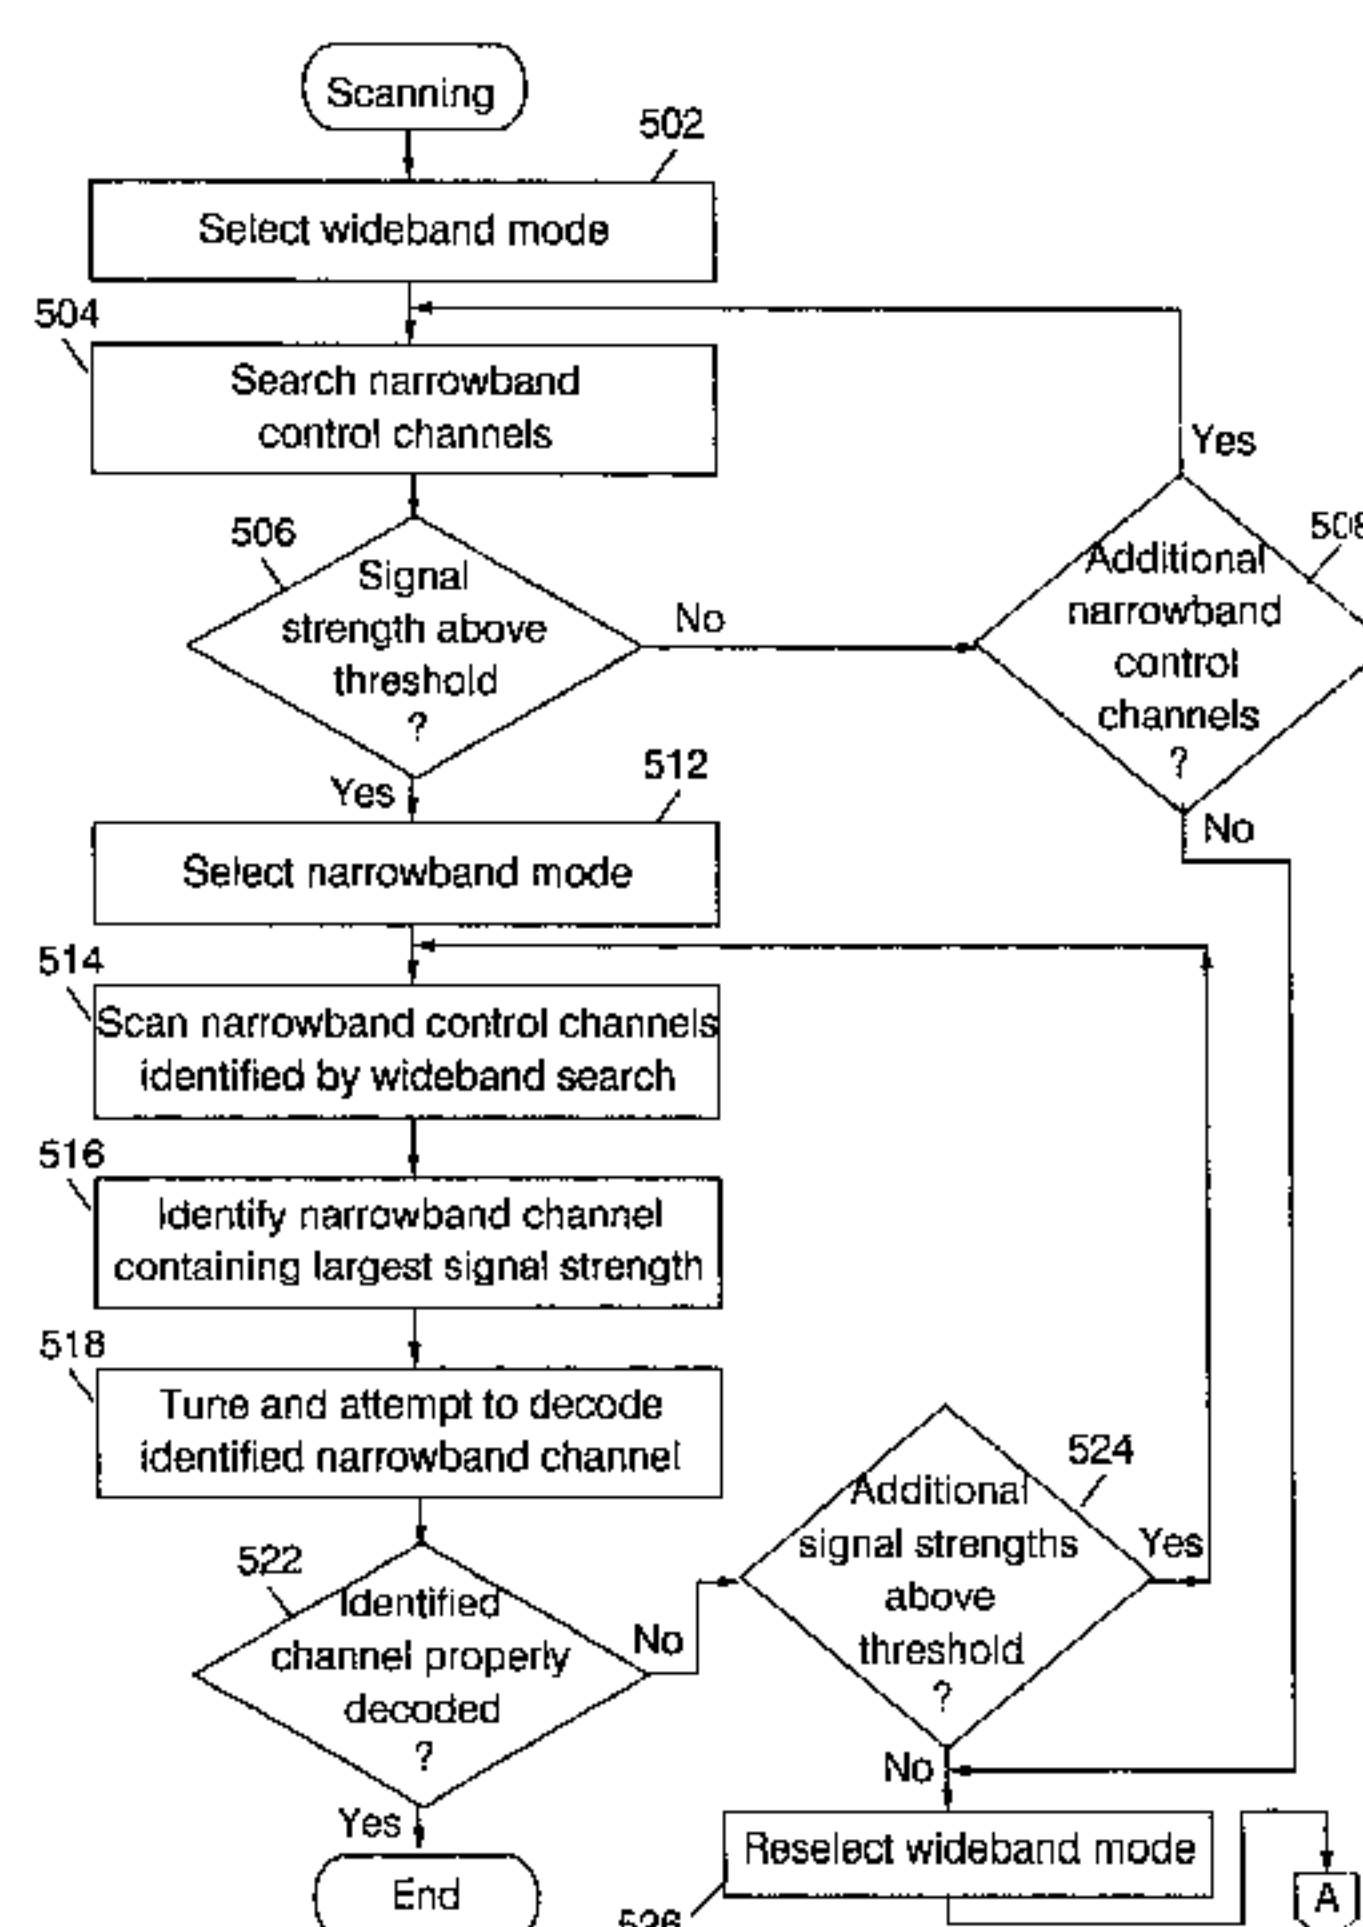 Scanning
502
Select wideband mode
504
Search narrowband
control channels
Yes
506
Signal
strength above
threshold
?
No
Additional
narrowband
control
channels
?
Yes
512
No
Select narrowband mode
514
Scan narrowband control channels
identified by wideband search
516
Identify narrowband channel
containing largest signal strength
518
Tune and attempt to decode
identified narrowband channel
524
Additional
signal strengths
above
threshold
?
Yes
522
Identified
channel properly
decoded
?
No
No
Yes
Reselect wideband mode
End
A